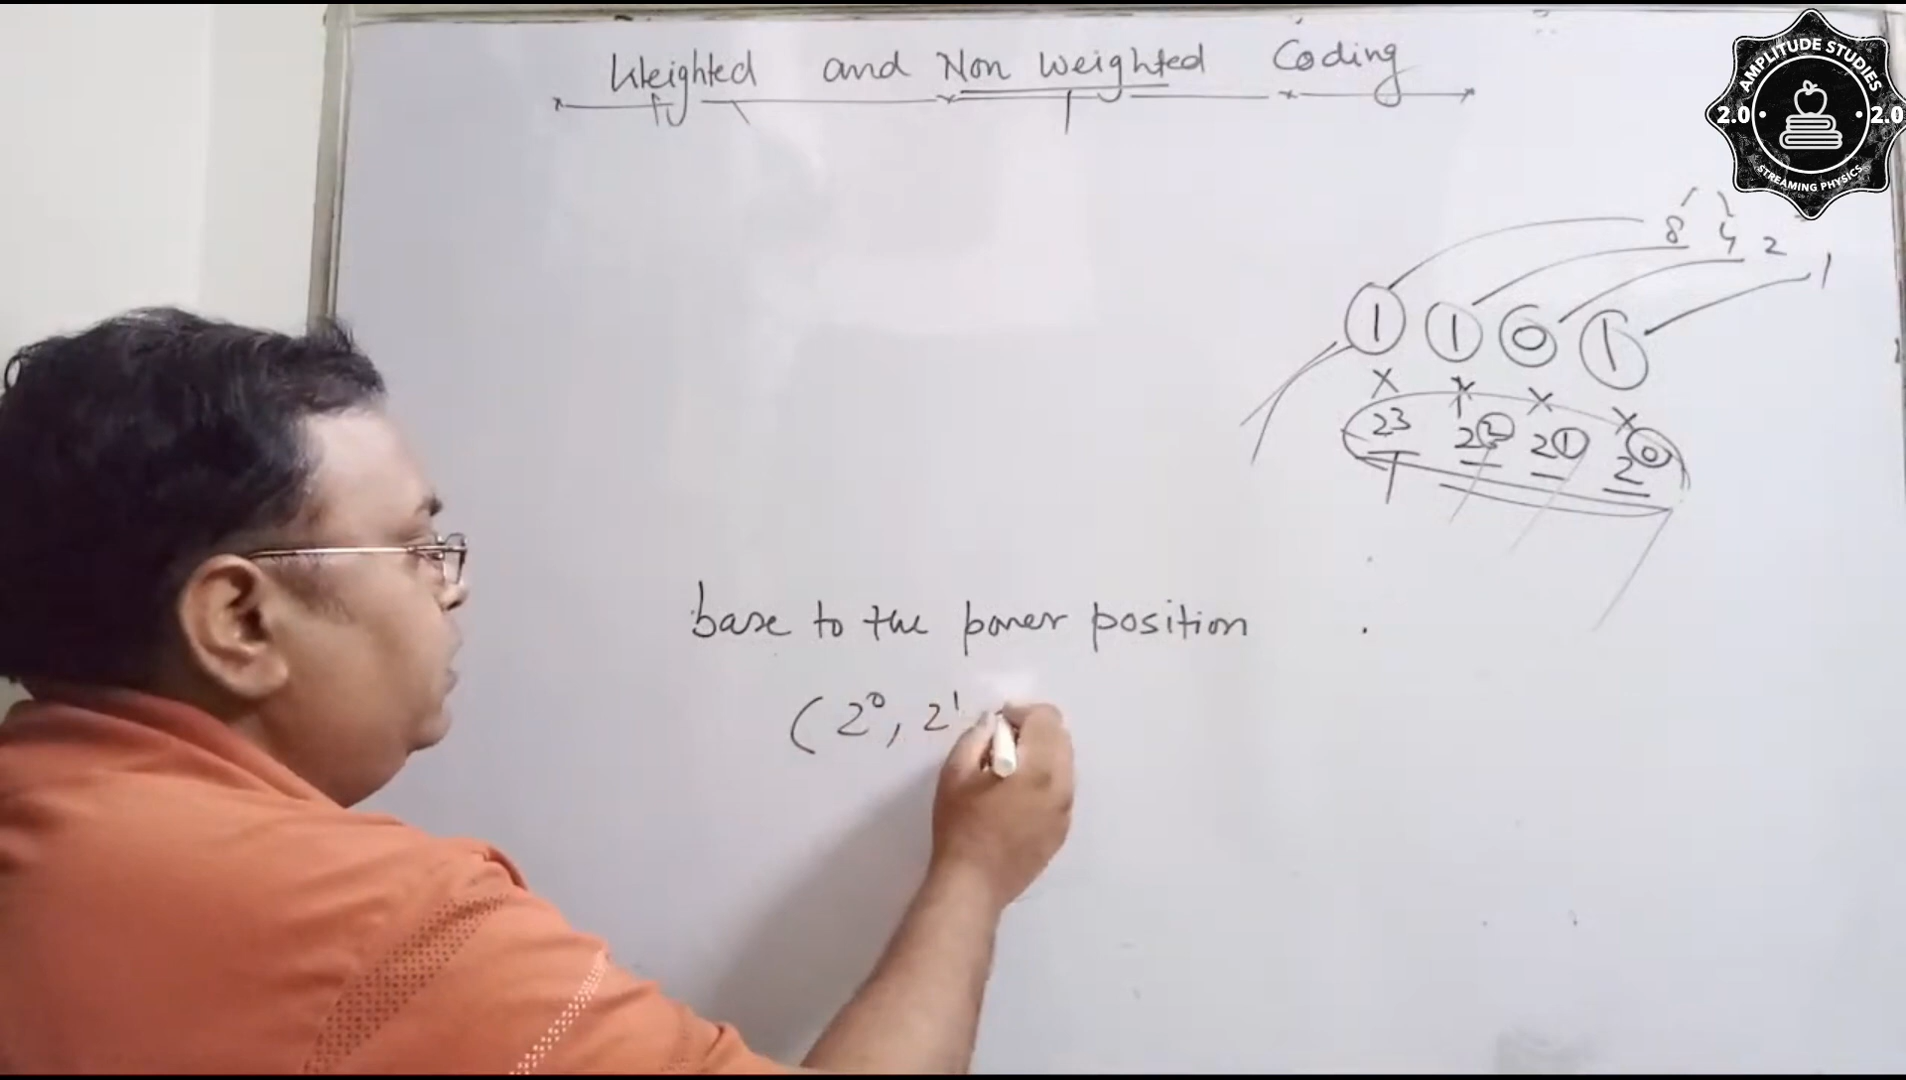 Weighted and Non Weighted Coding
AMPLITUDE STUDIES
2.0 2.0
STREAMING PHYSICS
8 4 2 1
1 1 0 1
× × × ×
2³ 2² 2¹ 2⁰
base to the power position
(2⁰, 2¹